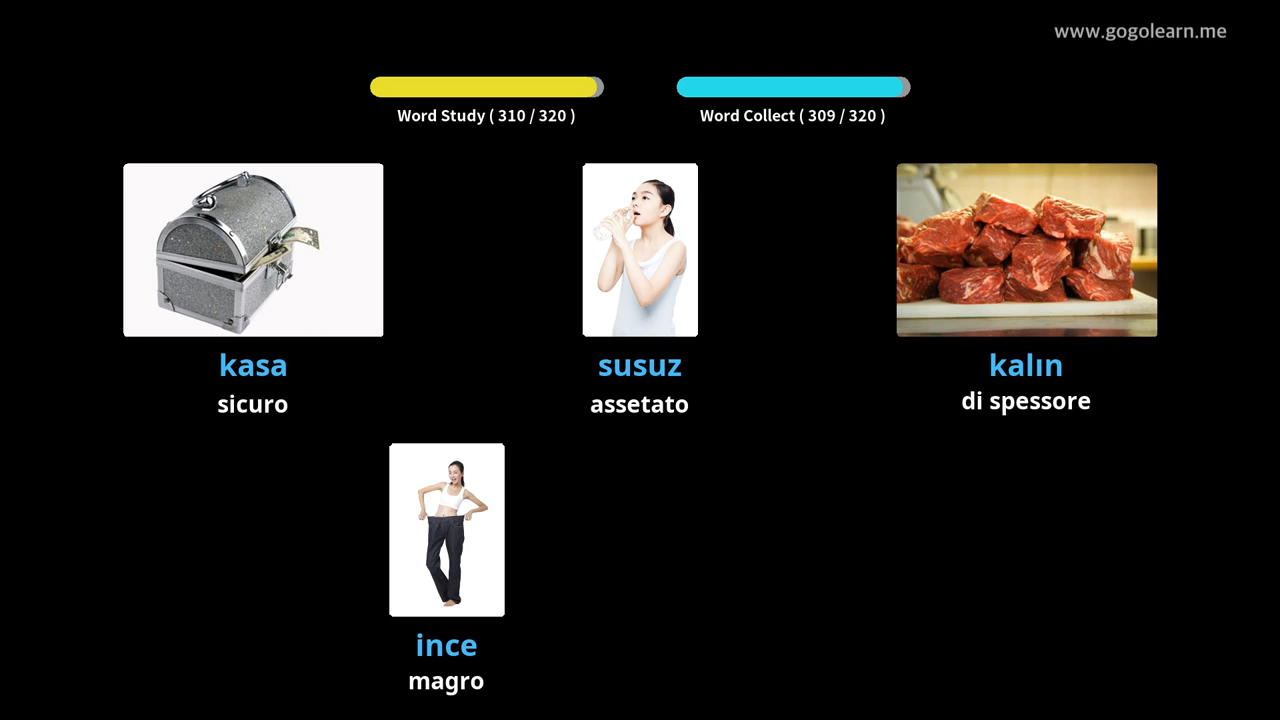 www.gogolearn.me
Word Study ( 310 / 320 )
Word Collect ( 309 / 320 )
kasa
sicuro
susuz
assetato
kalın
di spessore
ince
magro